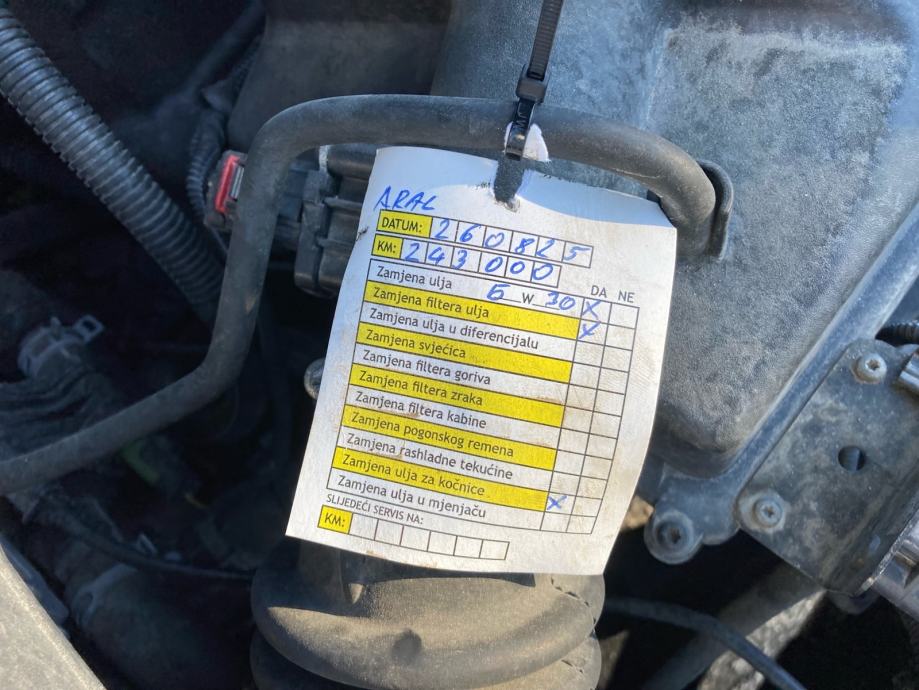 ARAL
DATUM: 260825
KM: 243000
DA NE
Zamjena ulja 5 W 30 X
Zamjena filtera ulja X
Zamjena ulja u diferencijalu
Zamjena svjećica
Zamjena filtera goriva
Zamjena filtera zraka
Zamjena filtera kabine
Zamjena pogonskog remena
Zamjena rashladne tekućine
Zamjena ulja za kočnice
Zamjena ulja u mjenjaču X
SLIJEDEĆI SERVIS NA:
KM: